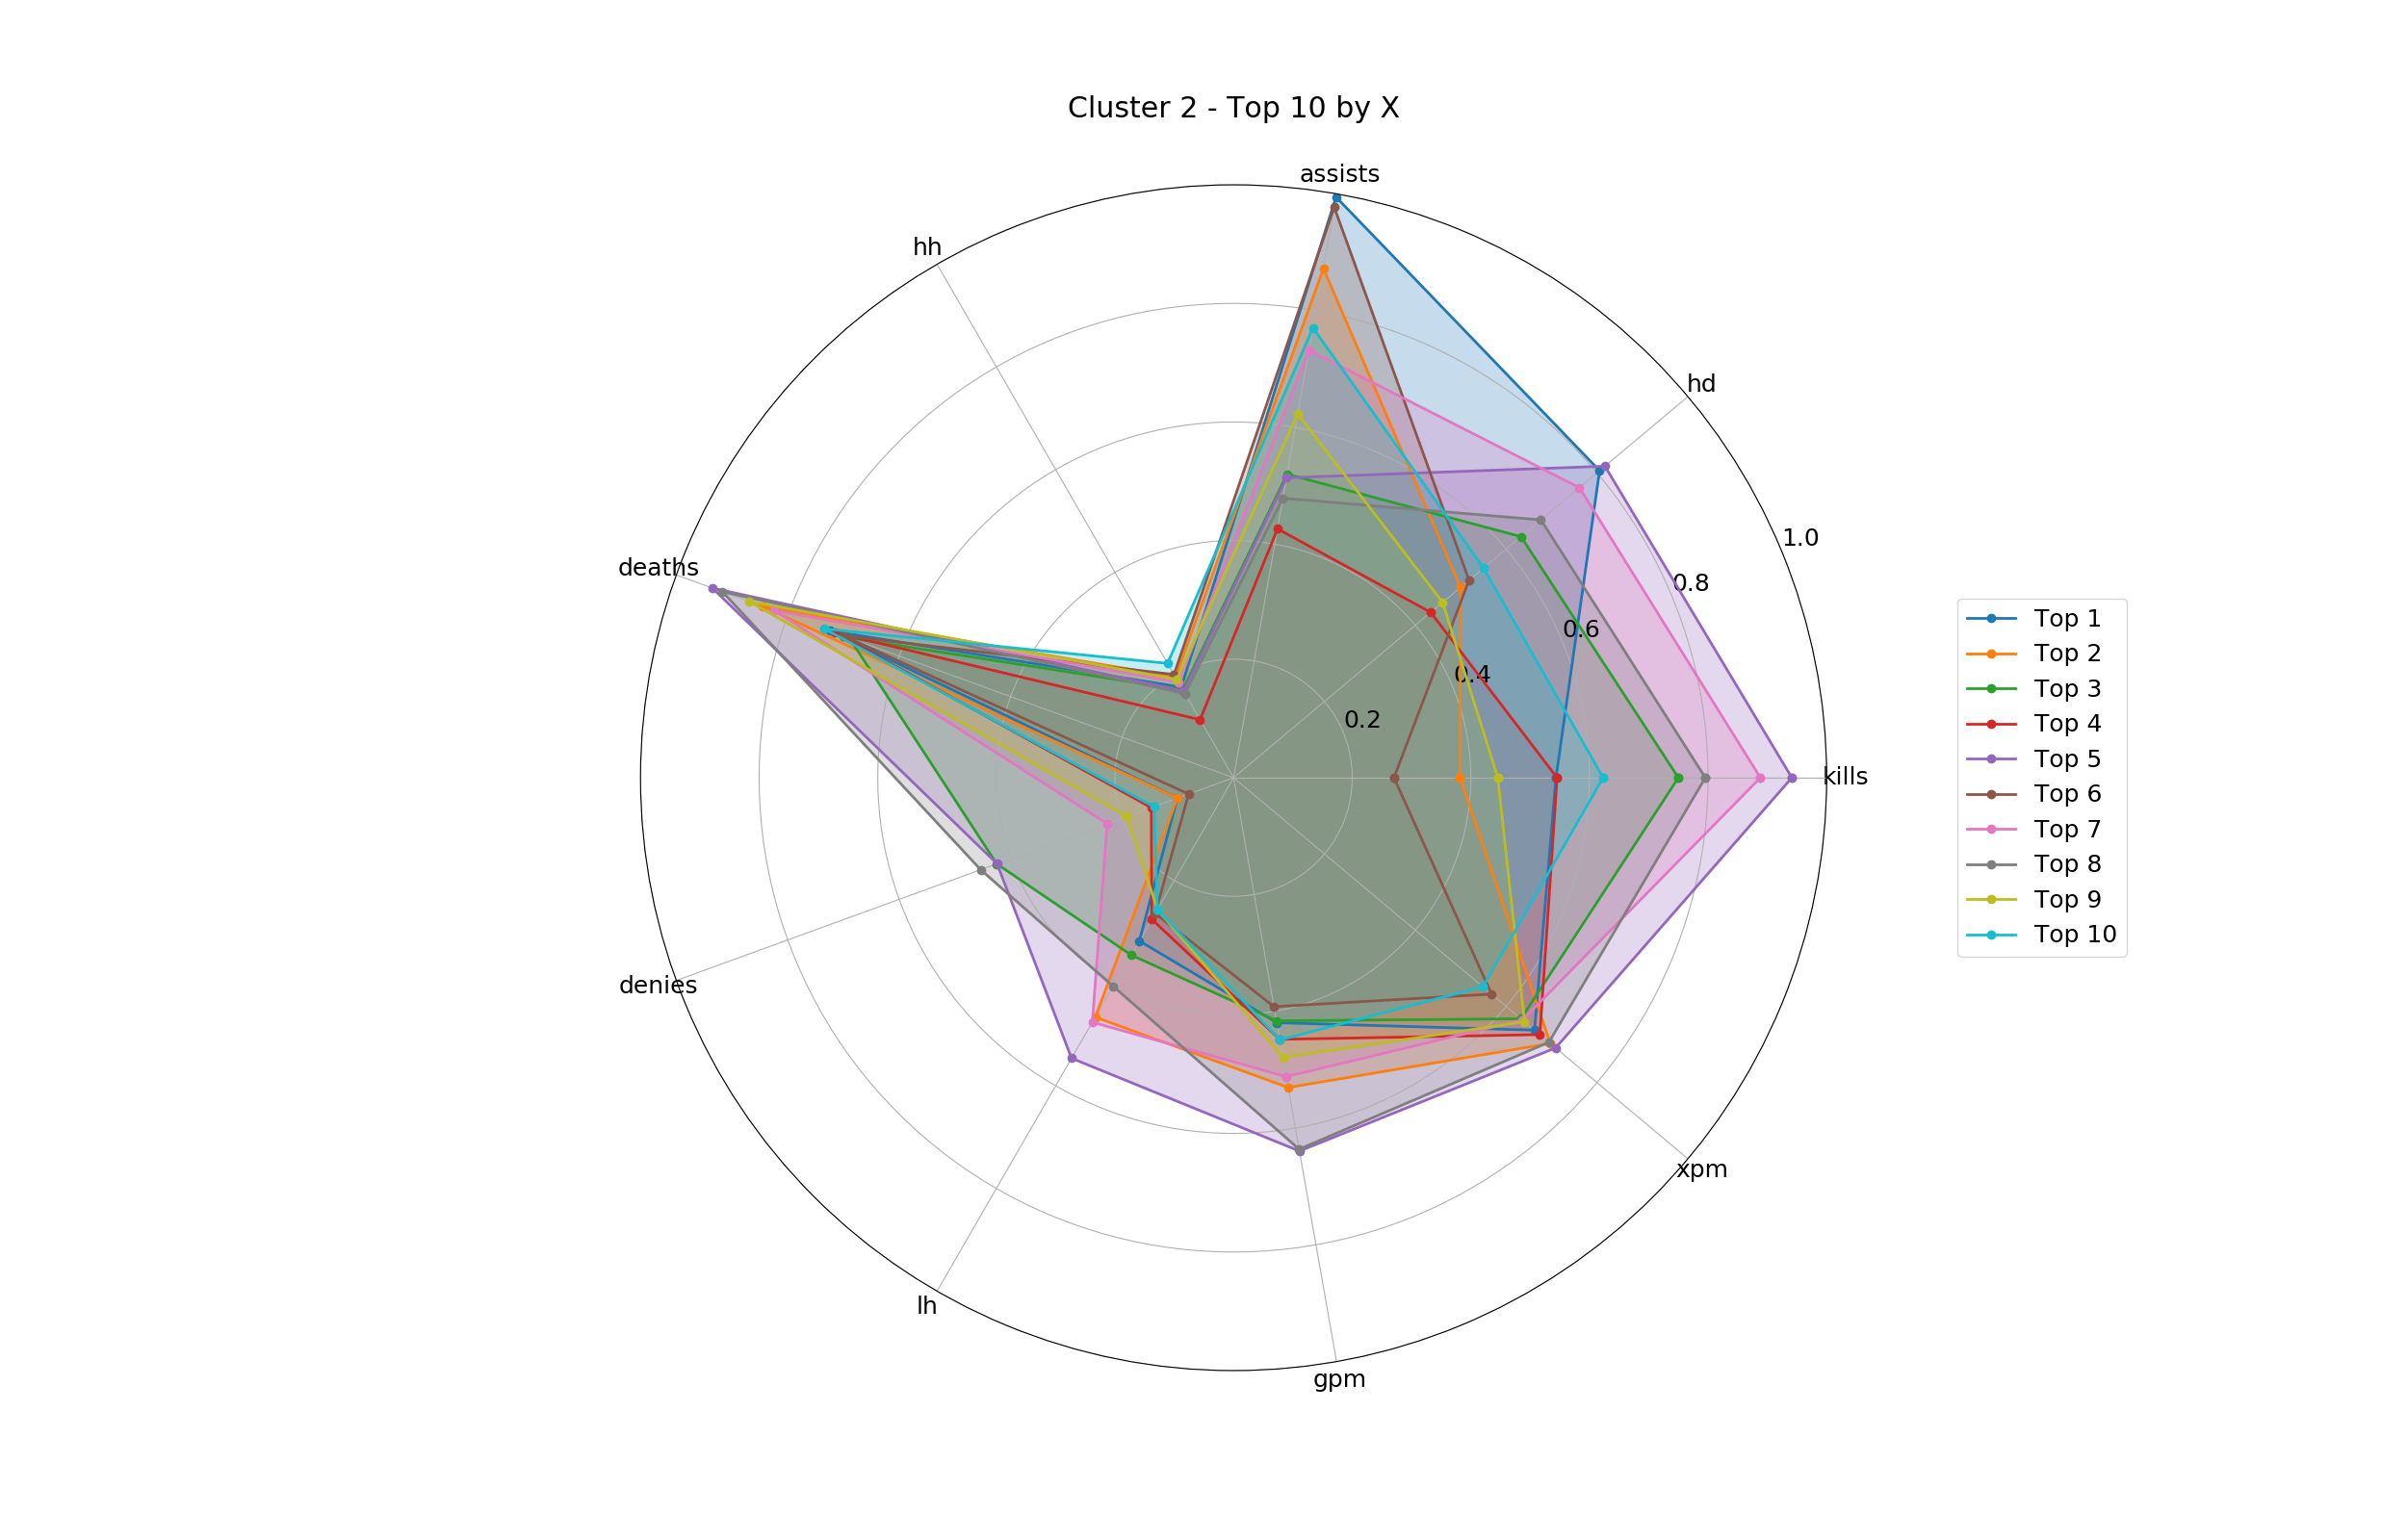 Cluster 2 - Top 10 by X
assists
hh
hd
deaths
1.0
0.8
0.6
0.4
0.2
kills
denies
xpm
lh
gpm
Top 1
Top 2
Top 3
Top 4
Top 5
Top 6
Top 7
Top 8
Top 9
Top 10